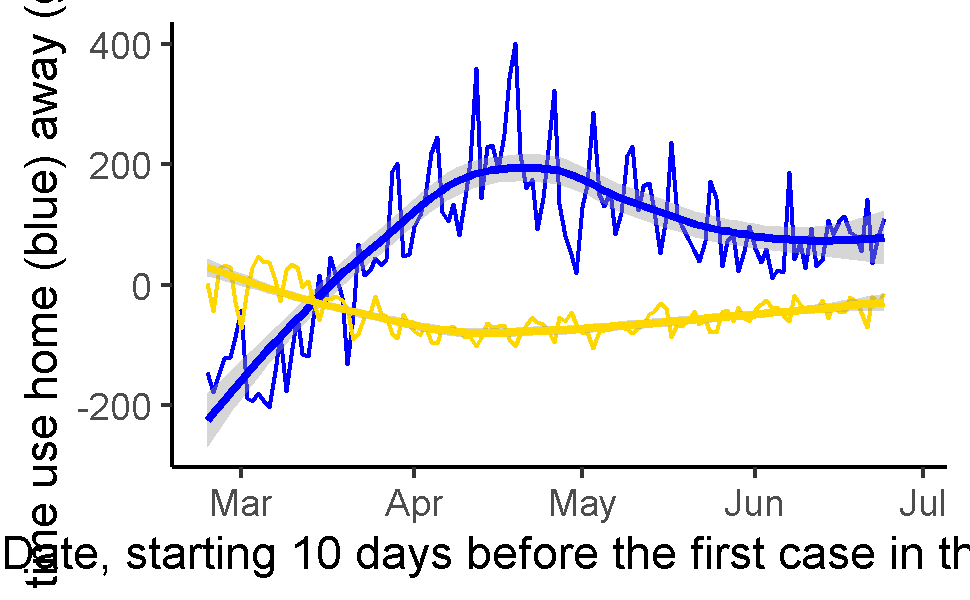 time use home (blue) away (
400
200
0
-200
Mar Apr May Jun Jul
Date, starting 10 days before the first case in th